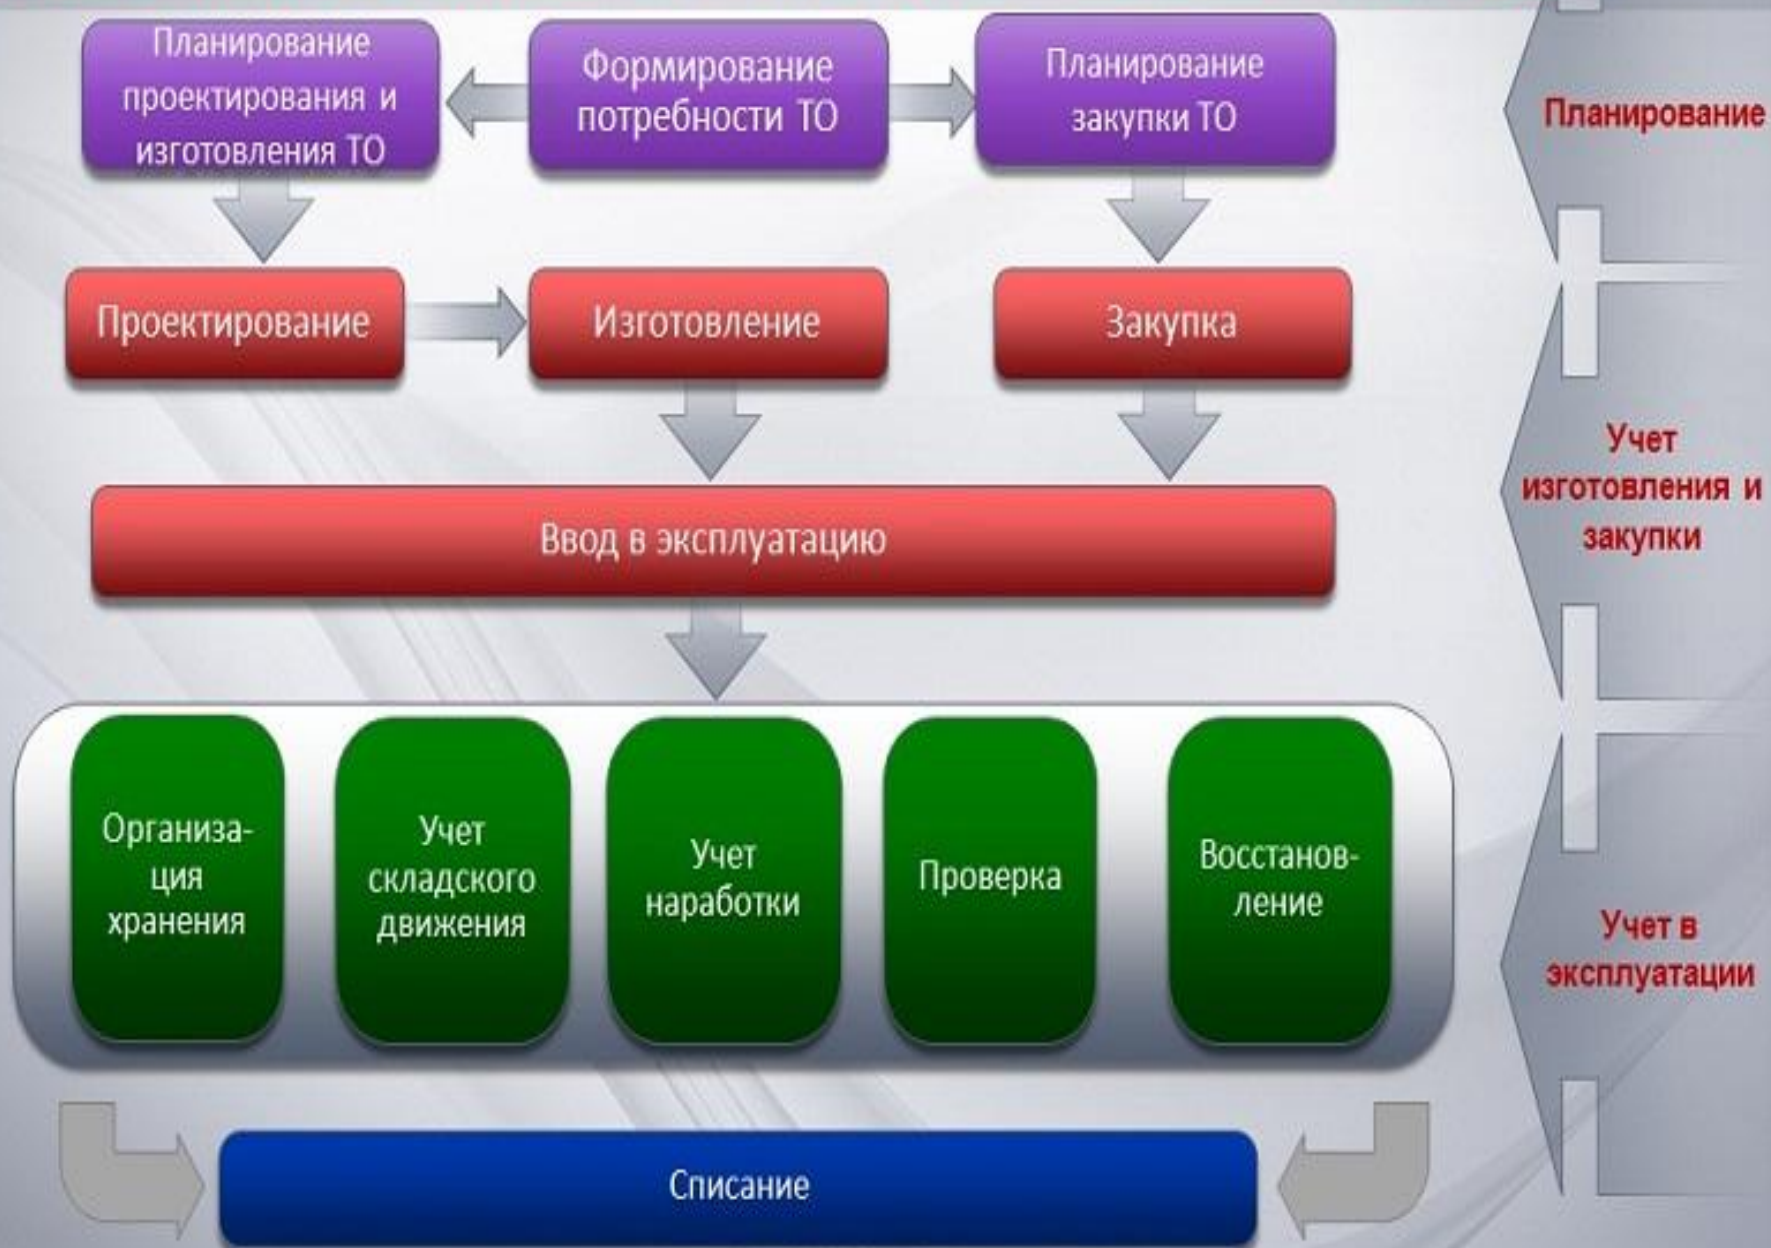 Планирование
проектирования и
изготовления ТО
Формирование
потребности ТО
Планирование
закупки ТО
Планирование
Проектирование
Изготовление
Закупка
Учет
изготовления и
закупки
Ввод в эксплуатацию
Организа-
ция
хранения
Учет
складского
движения
Учет
наработки
Проверка
Восстанов-
ление
Учет в
эксплуатации
Списание